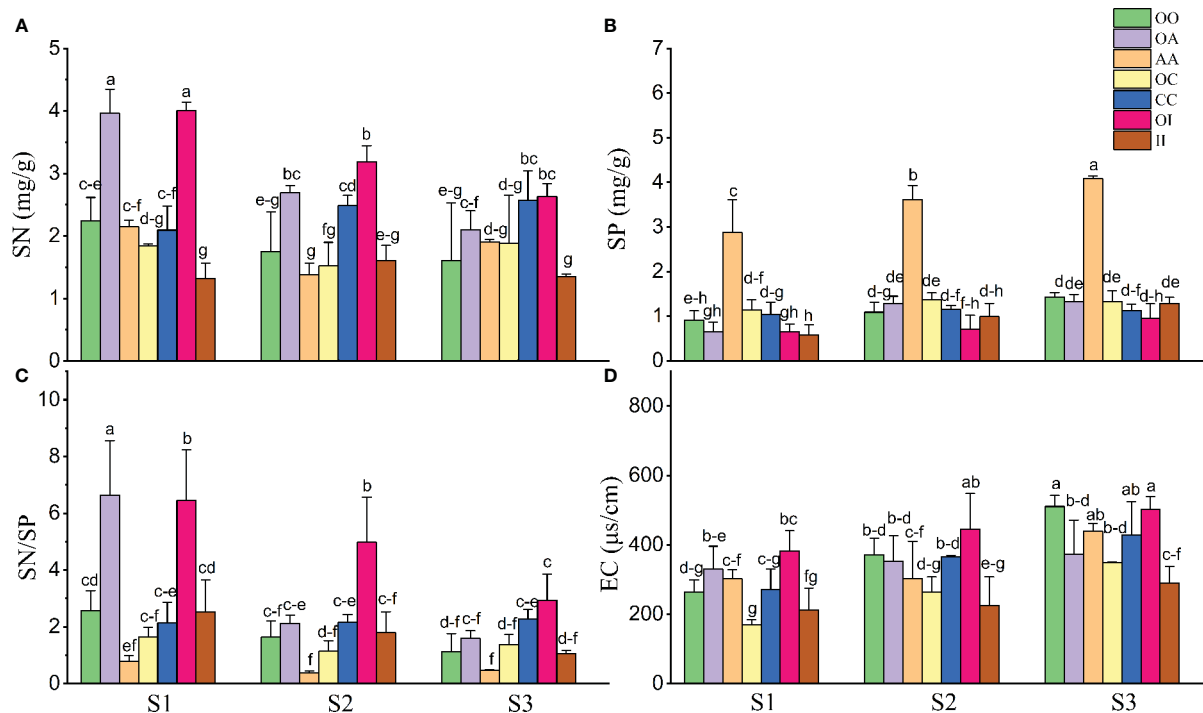 A
SN (mg/g)
5
4
3
2
1
0
c-e
a
c-f
d-g
c-f
a
g
e-g
bc
g
fg
cd
b
e-g
e-g
c-f
d-g
d-g
bc
bc
g
B
SP (mg/g)
7
6
5
4
3
2
1
0
e-h
gh
c
d-f
d-g
gh
h
d-g
de
b
de
d-f
f-h
d-h
d
de
a
de
d-f
d-h
de
OO
OA
AA
OC
CC
OI
II
C
SN/SP
10
8
6
4
2
0
cd
a
ef
c-f
c-e
b
cd
c-f
c-e
f
d-f
c-e
b
c-f
d-f
c-f
f
d-f
c-e
c
d-f
S1
S2
S3
D
EC (μs/cm)
800
600
400
200
0
d-g
b-e
c-f
g
c-g
bc
fg
b-d
b-d
c-f
d-g
b-d
ab
e-g
a
b-d
ab
b-d
ab
a
c-f
S1
S2
S3